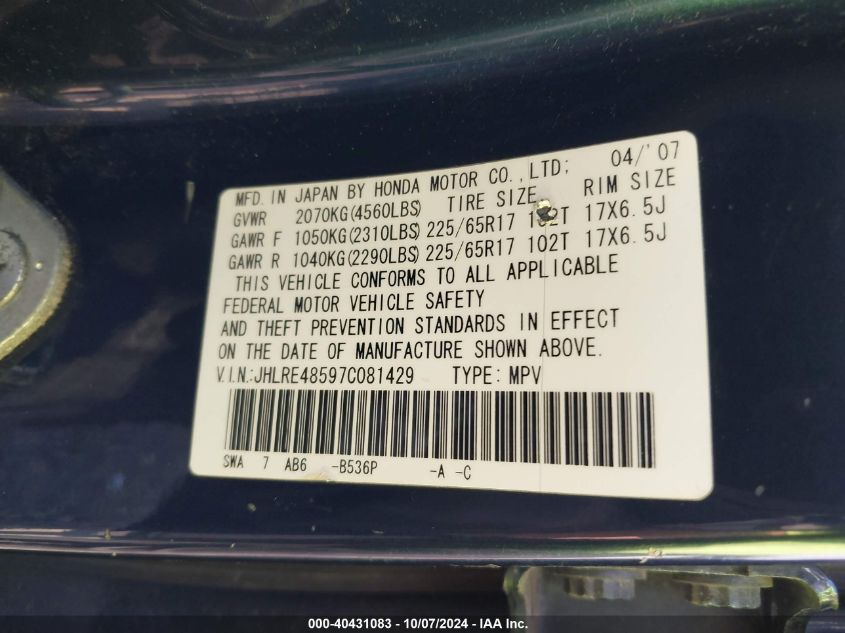 MFD. IN JAPAN BY HONDA MOTOR CO.,LTD; 04/'07
GVWR 2070KG(4560LBS) TIRE SIZE RIM SIZE
GAWR F 1050KG(2310LBS) 225/65R17 102T 17X6.5J
GAWR R 1040KG(2290LBS) 225/65R17 102T 17X6.5J
THIS VEHICLE CONFORMS TO ALL APPLICABLE
FEDERAL MOTOR VEHICLE SAFETY
AND THEFT PREVENTION STANDARDS IN EFFECT
ON THE DATE OF MANUFACTURE SHOWN ABOVE.
V.I.N.:JHLRE48597C081429 TYPE: MPV
SWA 7 AB6 -B536P -A -C
000-40431083 - 10/07/2024 - IAA Inc.